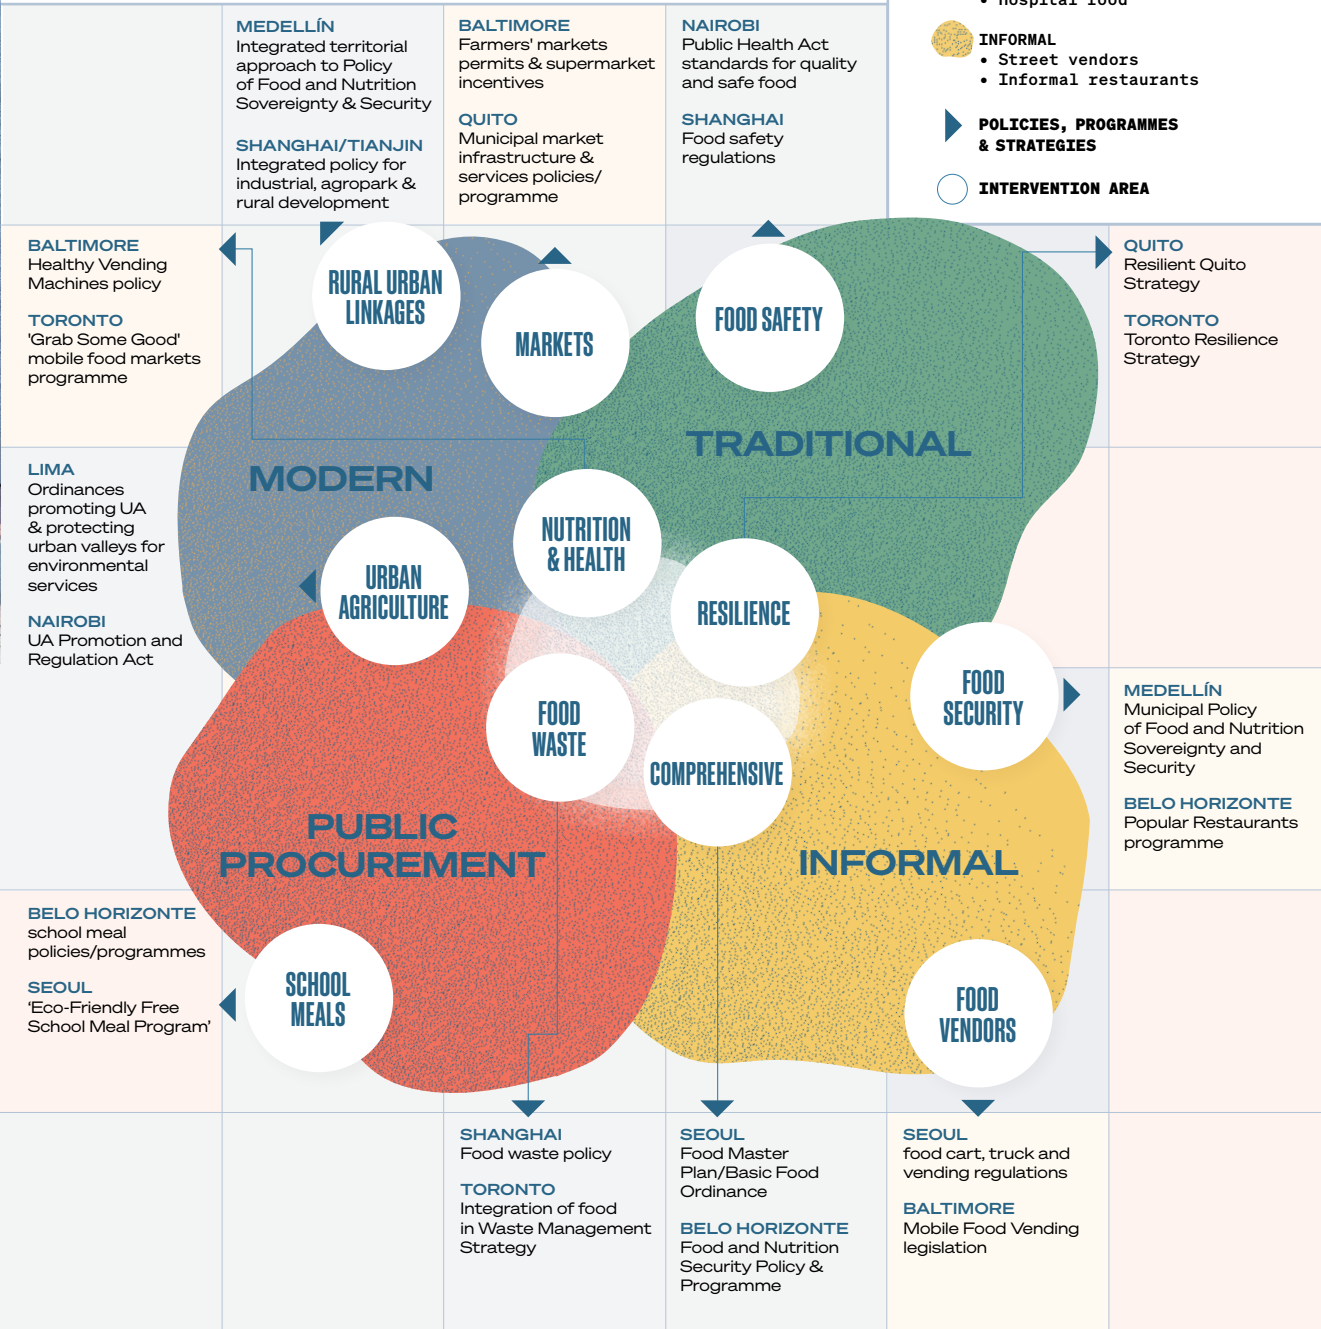 • Hospital food
INFORMAL
• Street vendors
• Informal restaurants
POLICIES, PROGRAMMES
& STRATEGIES
INTERVENTION AREA
MEDELLÍN
Integrated territorial
approach to Policy
of Food and Nutrition
Sovereignty & Security
SHANGHAI/TIANJIN
Integrated policy for
industrial, agropark &
rural development
BALTIMORE
Farmers' markets
permits & supermarket
incentives
QUITO
Municipal market
infrastructure &
services policies/
programme
NAIROBI
Public Health Act
standards for quality
and safe food
SHANGHAI
Food safety
regulations
BALTIMORE
Healthy Vending
Machines policy
TORONTO
'Grab Some Good'
mobile food markets
programme
QUITO
Resilient Quito
Strategy
TORONTO
Toronto Resilience
Strategy
RURAL URBAN
LINKAGES
MARKETS
FOOD SAFETY
TRADITIONAL
MODERN
LIMA
Ordinances
promoting UA
& protecting
urban valleys for
environmental
services
NAIROBI
UA Promotion and
Regulation Act
NUTRITION
& HEALTH
URBAN
AGRICULTURE
RESILIENCE
FOOD
SECURITY
FOOD
WASTE
COMPREHENSIVE
MEDELLÍN
Municipal Policy
of Food and Nutrition
Sovereignty and
Security
BELO HORIZONTE
Popular Restaurants
programme
PUBLIC
PROCUREMENT
INFORMAL
BELO HORIZONTE
school meal
policies/programmes
SEOUL
‘Eco-Friendly Free
School Meal Program’
SCHOOL
MEALS
FOOD
VENDORS
SHANGHAI
Food waste policy
TORONTO
Integration of food
in Waste Management
Strategy
SEOUL
Food Master
Plan/Basic Food
Ordinance
BELO HORIZONTE
Food and Nutrition
Security Policy &
Programme
SEOUL
food cart, truck and
vending regulations
BALTIMORE
Mobile Food Vending
legislation